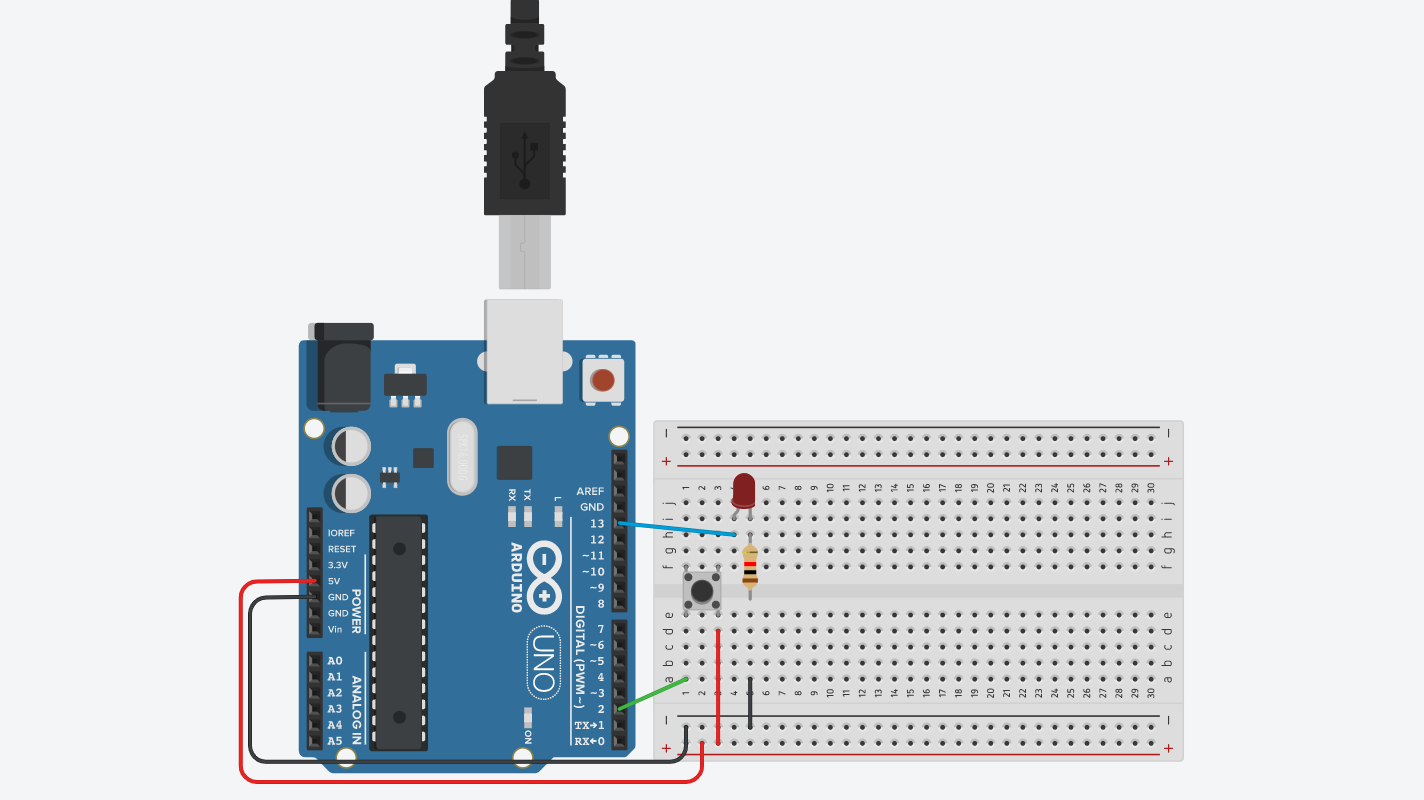 AREF
GND
13
12
~11
~10
~9
8
7
~6
~5
4
~3
2
TX→1
RX←0
DIGITAL (PWM ~)
IOREF
RESET
3.3V
5V
GND
GND
Vin
POWER
A0
A1
A2
A3
A4
A5
ANALOG IN
RX
TX
L
ARDUINO
UNO
ON
- -
+ +
1 2 3 6 7 8 9 10 11 12 13 14 15 16 17 18 19 20 21 22 23 24 25 26 27 28 29 30
j j
i i
h h
g g
f f
e e
d d
c c
b b
a a
1 2 3 4 6 7 8 9 10 11 12 13 14 15 16 17 18 19 20 21 22 23 24 25 26 27 28 29 30
- -
+ +